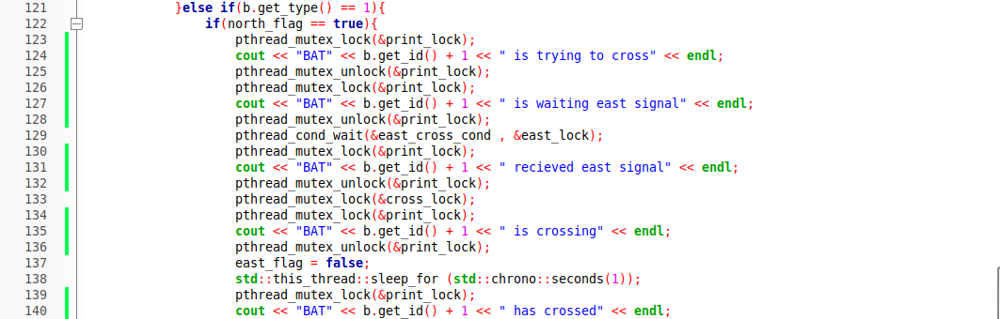 121 }else if(b.get_type() == 1){
122 if(north_flag == true){
123 pthread_mutex_lock(&print_lock);
124 cout << "BAT" << b.get_id() + 1 << " is trying to cross" << endl;
125 pthread_mutex_unlock(&print_lock);
126 pthread_mutex_lock(&print_lock);
127 cout << "BAT" << b.get_id() + 1 << " is waiting east signal" << endl;
128 pthread_mutex_unlock(&print_lock);
129 pthread_cond_wait(&east_cross_cond , &east_lock);
130 pthread_mutex_lock(&print_lock);
131 cout << "BAT" << b.get_id() + 1 << " recieved east signal" << endl;
132 pthread_mutex_unlock(&print_lock);
133 pthread_mutex_lock(&cross_lock);
134 pthread_mutex_lock(&print_lock);
135 cout << "BAT" << b.get_id() + 1 << " is crossing" << endl;
136 pthread_mutex_unlock(&print_lock);
137 east_flag = false;
138 std::this_thread::sleep_for (std::chrono::seconds(1));
139 pthread_mutex_lock(&print_lock);
140 cout << "BAT" << b.get_id() + 1 << " has crossed" << endl;